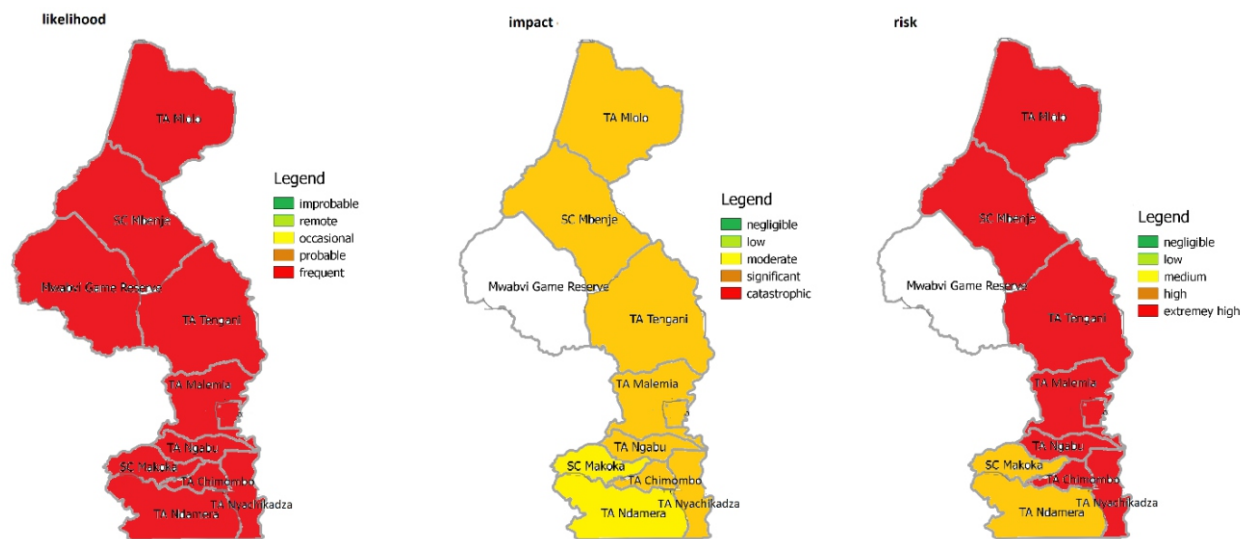 likelihood
TA Mlolo
SC Mbenje
Mwabvi Game Reserve
TA Tengani
TA Malemia
a
TA Ngabu
SC Makoka
TA Chimombo
TA Nyachikadza
TA Ndamera
Legend
improbable
remote
occasional
probable
frequent
impact
TA Mlolo
SC Mbenje
Mwabvi Game Reserve
TA Tengani
TA Malemia
a
TA Ngabu
SC Makoka
TA Chimombo
TA Nyachikadza
TA Ndamera
Legend
negligible
low
moderate
significant
catastrophic
risk
TA Mlolo
SC Mbenje
Mwabvi Game Reserve
TA Tengani
TA Malemia
a
TA Ngabu
SC Makoka
TA Chimombo
TA Nyachikadza
TA Ndamera
Legend
negligible
low
medium
high
extremey high